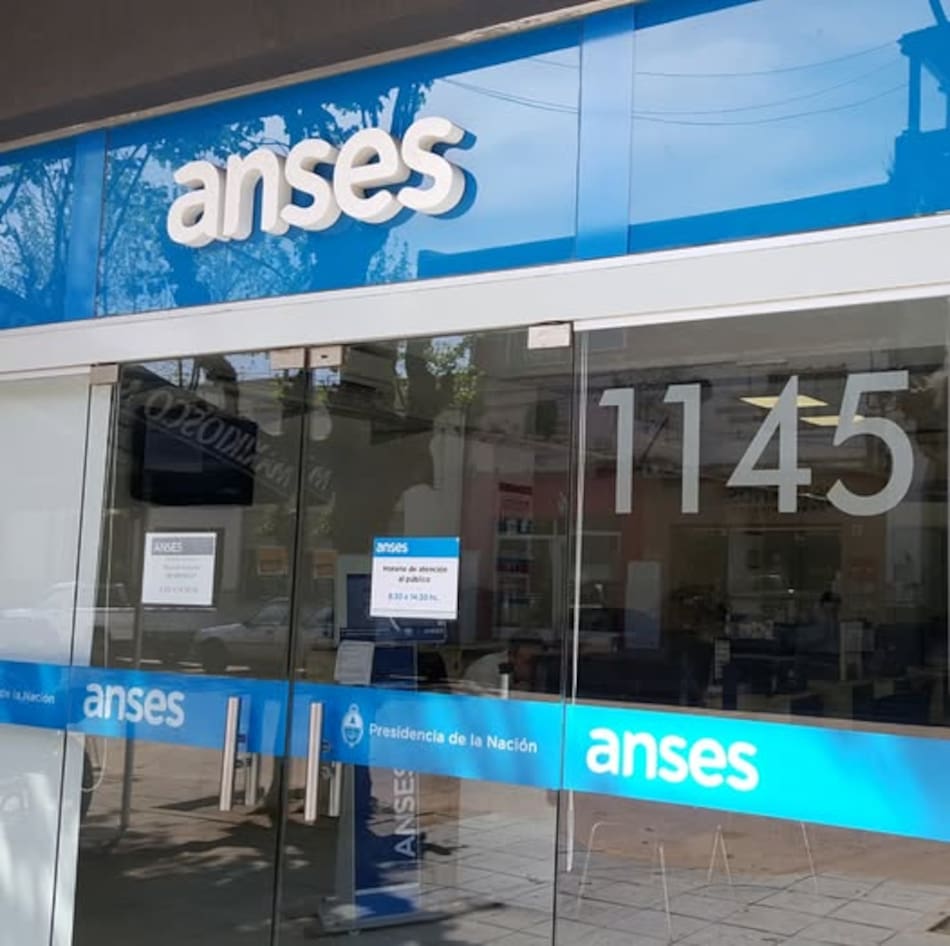 anses
1145
MAXIKIOSCO
ANSES
anses
Horario de atención
al público
8:30 a 14:30 hs.
de la Nación
anses
Presidencia de la Nación
anses
ANSES